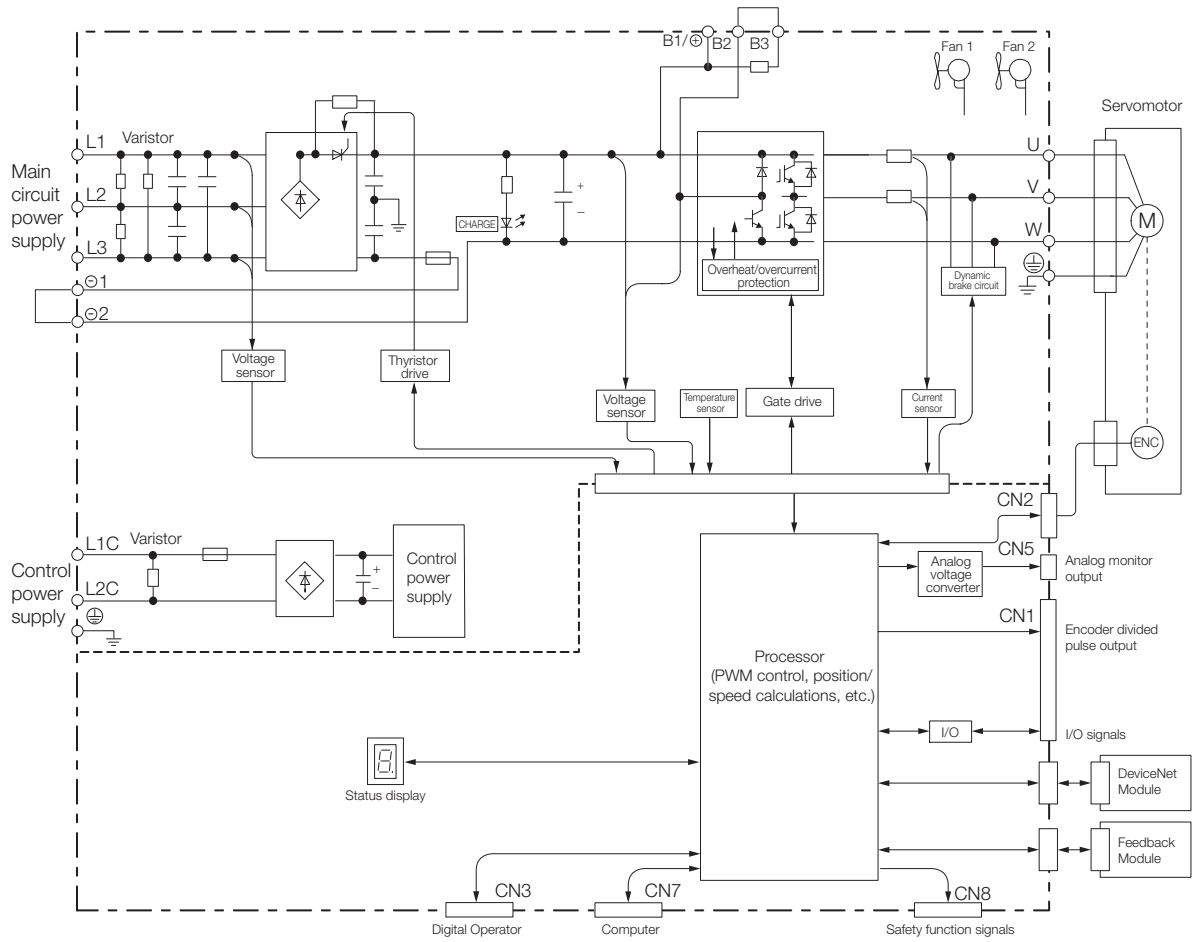 B1/⊕ B2 B3
Fan 1
Fan 2
Servomotor
L1
Varistor
U
Main
circuit
power
supply
L2
V
M
+
–
CHARGE
W
L3
Overheat/overcurrent
protection
⊖1
Dynamic
brake circuit
⊖2
Voltage
sensor
Thyristor
drive
Voltage
sensor
Temperature
sensor
Gate drive
Current
sensor
ENC
CN2
L1C
Varistor
Control
power
supply
+
–
Control
power
supply
L2C
CN5
Analog
voltage
converter
Analog monitor
output
CN1
Encoder divided
pulse output
Processor
(PWM control, position/
speed calculations, etc.)
I/O
I/O signals
8.
Status display
DeviceNet
Module
Feedback
Module
CN3
CN7
CN8
Digital Operator
Computer
Safety function signals